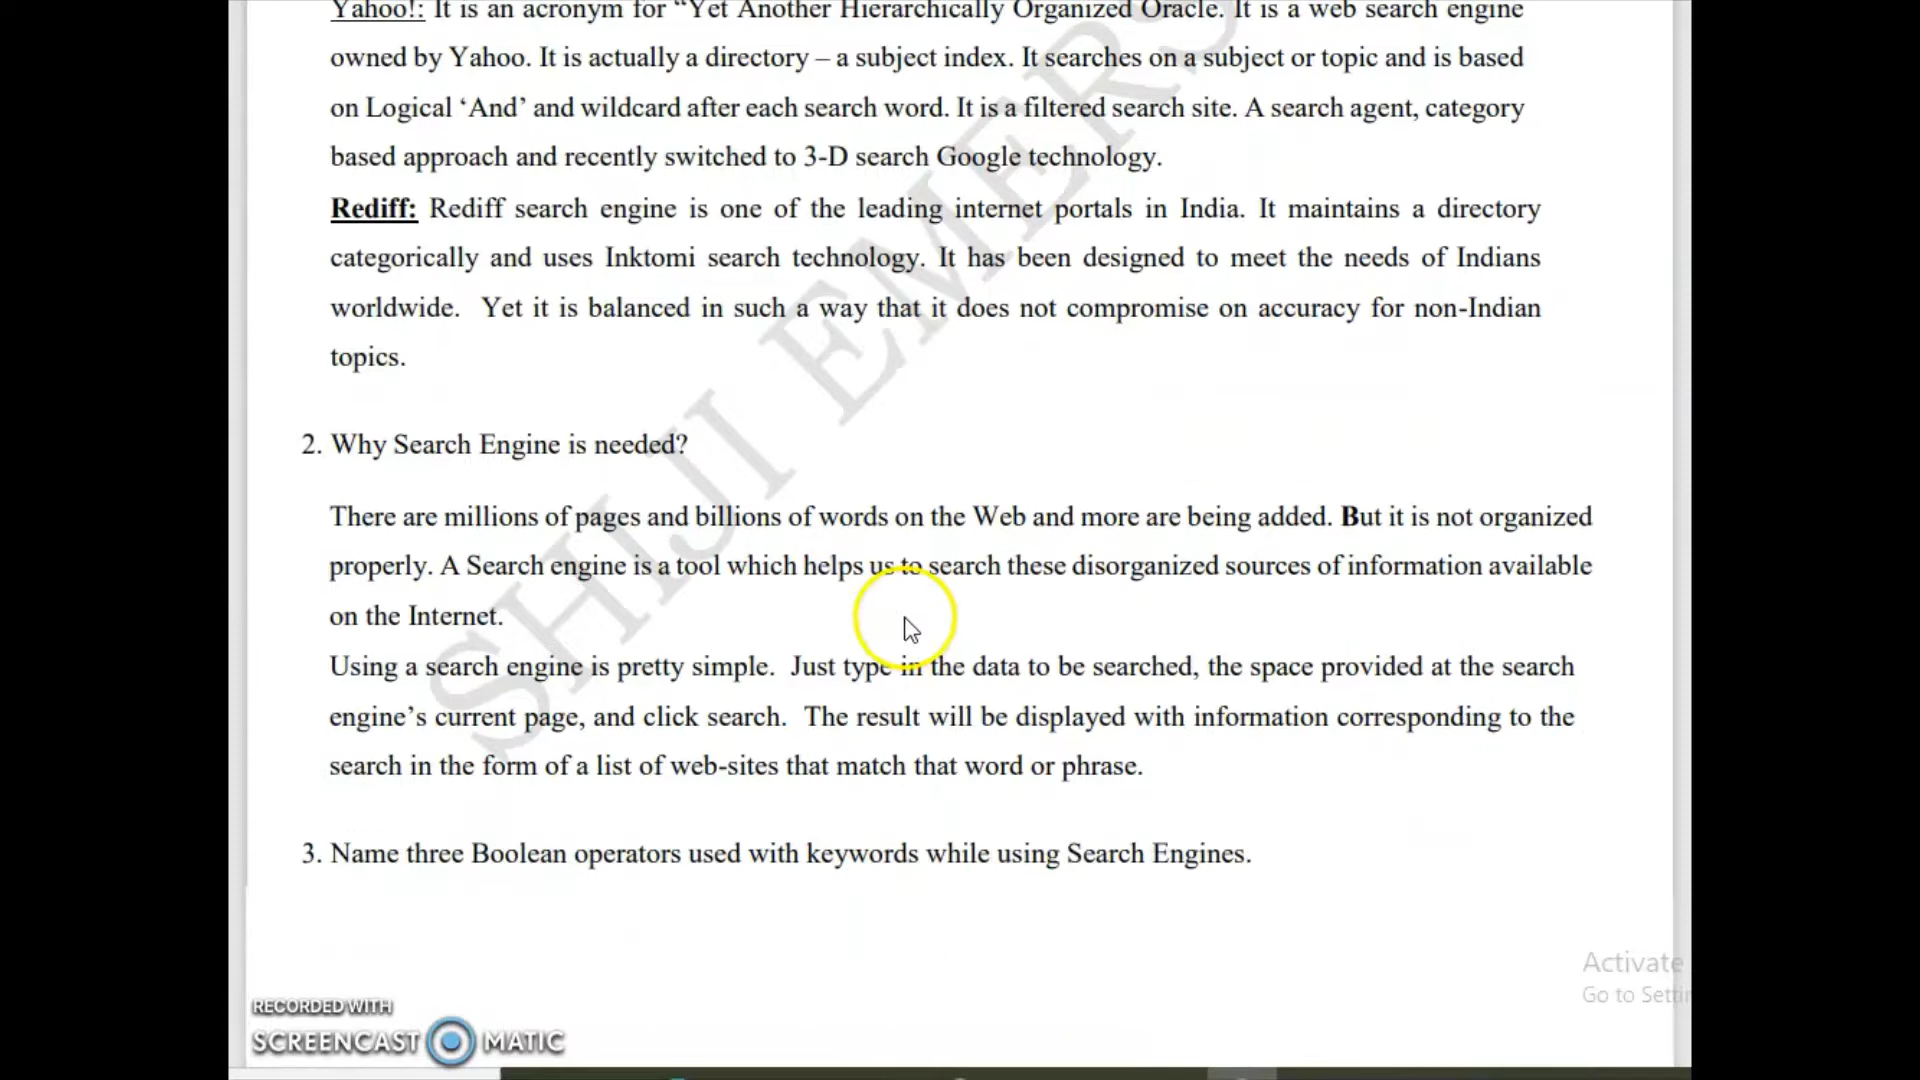 Yahoo!: It is an acronym for “Yet Another Hierarchically Organized Oracle. It is a web search engine
owned by Yahoo. It is actually a directory – a subject index. It searches on a subject or topic and is based
on Logical ‘And’ and wildcard after each search word. It is a filtered search site. A search agent, category
based approach and recently switched to 3-D search Google technology.
Rediff: Rediff search engine is one of the leading internet portals in India. It maintains a directory
categorically and uses Inktomi search technology. It has been designed to meet the needs of Indians
worldwide. Yet it is balanced in such a way that it does not compromise on accuracy for non-Indian
topics.
2. Why Search Engine is needed?
There are millions of pages and billions of words on the Web and more are being added. But it is not organized
properly. A Search engine is a tool which helps us to search these disorganized sources of information available
on the Internet.
Using a search engine is pretty simple. Just type in the data to be searched, the space provided at the search
engine’s current page, and click search. The result will be displayed with information corresponding to the
search in the form of a list of web-sites that match that word or phrase.
3. Name three Boolean operators used with keywords while using Search Engines.
SHIJI EMERS
Activate
Go to Settin
RECORDED WITH
SCREENCAST MATIC